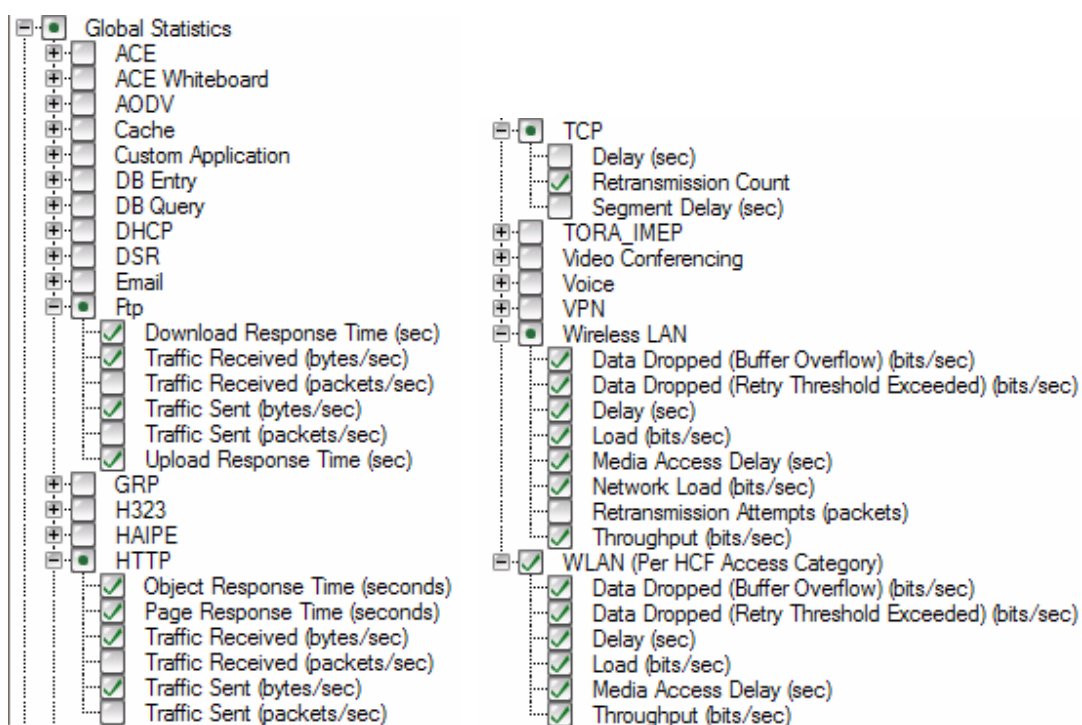 Global Statistics
ACE
ACE Whiteboard
AODV
Cache
Custom Application
DB Entry
DB Query
DHCP
DSR
Email
Ftp
Download Response Time (sec)
Traffic Received (bytes/sec)
Traffic Received (packets/sec)
Traffic Sent (bytes/sec)
Traffic Sent (packets/sec)
Upload Response Time (sec)
GRP
H323
HAIPE
HTTP
Object Response Time (seconds)
Page Response Time (seconds)
Traffic Received (bytes/sec)
Traffic Received (packets/sec)
Traffic Sent (bytes/sec)
Traffic Sent (packets/sec)
TCP
Delay (sec)
Retransmission Count
Segment Delay (sec)
TORA_IMEP
Video Conferencing
Voice
VPN
Wireless LAN
Data Dropped (Buffer Overflow) (bits/sec)
Data Dropped (Retry Threshold Exceeded) (bits/sec)
Delay (sec)
Load (bits/sec)
Media Access Delay (sec)
Network Load (bits/sec)
Retransmission Attempts (packets)
Throughput (bits/sec)
WLAN (Per HCF Access Category)
Data Dropped (Buffer Overflow) (bits/sec)
Data Dropped (Retry Threshold Exceeded) (bits/sec)
Delay (sec)
Load (bits/sec)
Media Access Delay (sec)
Throughput (bits/sec)